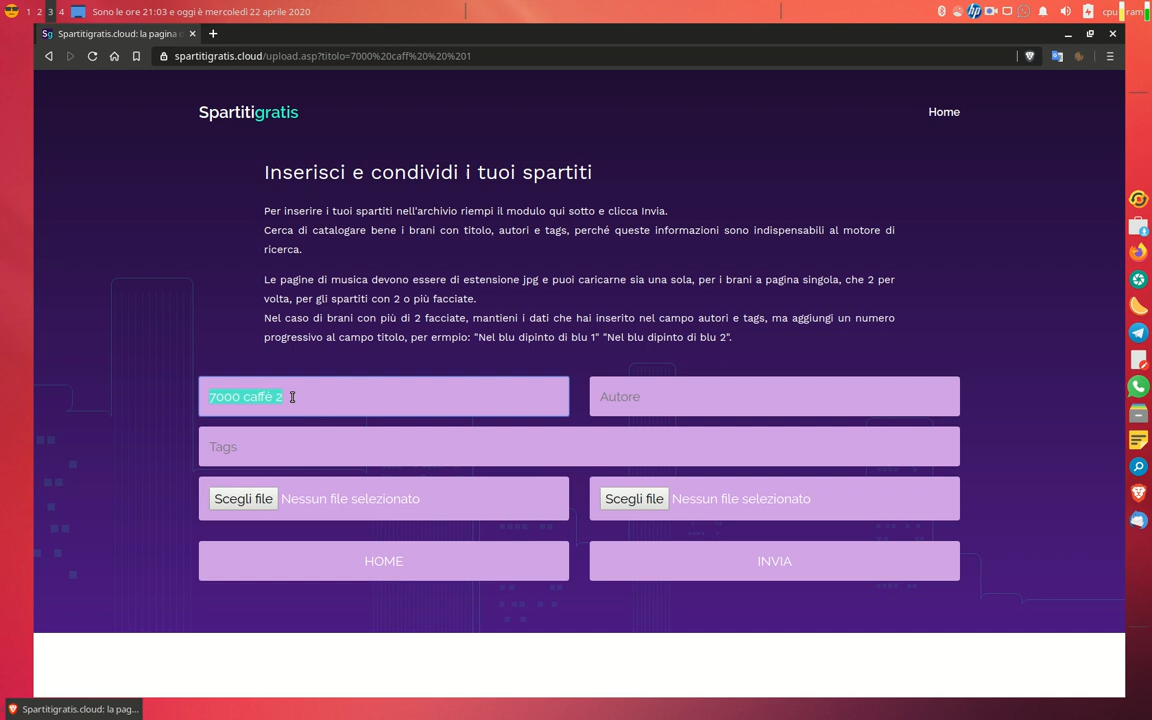 1 2 3 4 Sono le ore 21:03 e oggi è mercoledì 22 aprile 2020 hp cpu ram
Sg Spartitigratis.cloud: la pagina d
spartitigratis.cloud/upload.asp?titolo=7000%20caff%20%20%201
Spartitigratis Home
Inserisci e condividi i tuoi spartiti
Per inserire i tuoi spartiti nell'archivio riempi il modulo qui sotto e clicca Invia.
Cerca di catalogare bene i brani con titolo, autori e tags, perché queste informazioni sono indispensabili al motore di
ricerca.
Le pagine di musica devono essere di estensione jpg e puoi caricarne sia una sola, per i brani a pagina singola, che 2 per
volta, per gli spartiti con 2 o più facciate.
Nel caso di brani con più di 2 facciate, mantieni i dati che hai inserito nel campo autori e tags, ma aggiungi un numero
progressivo al campo titolo, per ermpio: "Nel blu dipinto di blu 1" "Nel blu dipinto di blu 2".
7000 caffè 2 Autore
Tags
Scegli file Nessun file selezionato Scegli file Nessun file selezionato
HOME INVIA
Spartitigratis.cloud: la pag...